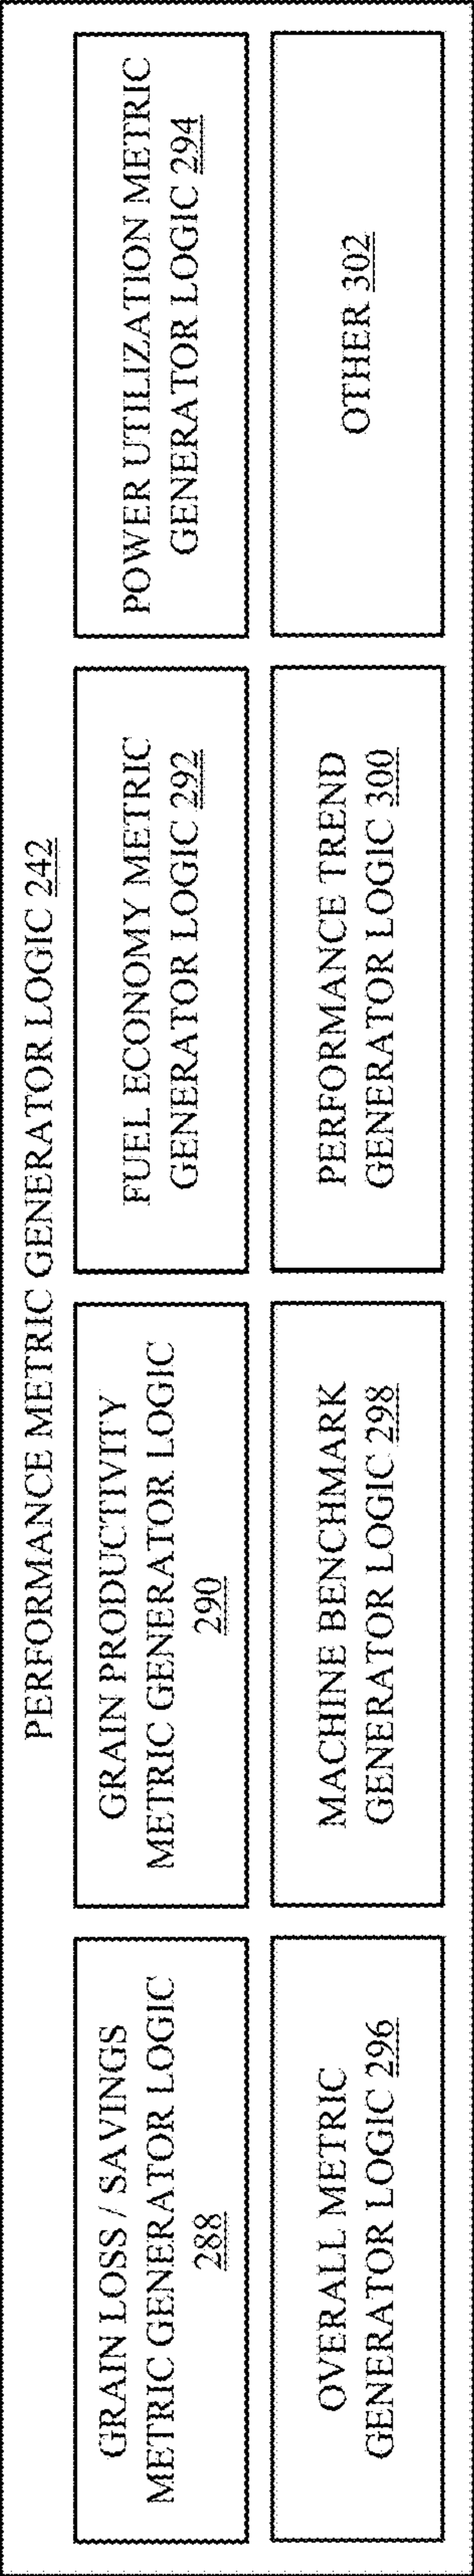 PERFORMANCE METRIC GENERATOR LOGIC 242
GRAIN LOSS / SAVINGS
METRIC GENERATOR LOGIC
288
GRAIN PRODUCTIVITY
METRIC GENERATOR LOGIC
290
FUEL ECONOMY METRIC
GENERATOR LOGIC 292
POWER UTILIZATION METRIC
GENERATOR LOGIC 294
OVERALL METRIC
GENERATOR LOGIC 296
MACHINE BENCHMARK
GENERATOR LOGIC 298
PERFORMANCE TREND
GENERATOR LOGIC 300
OTHER 302